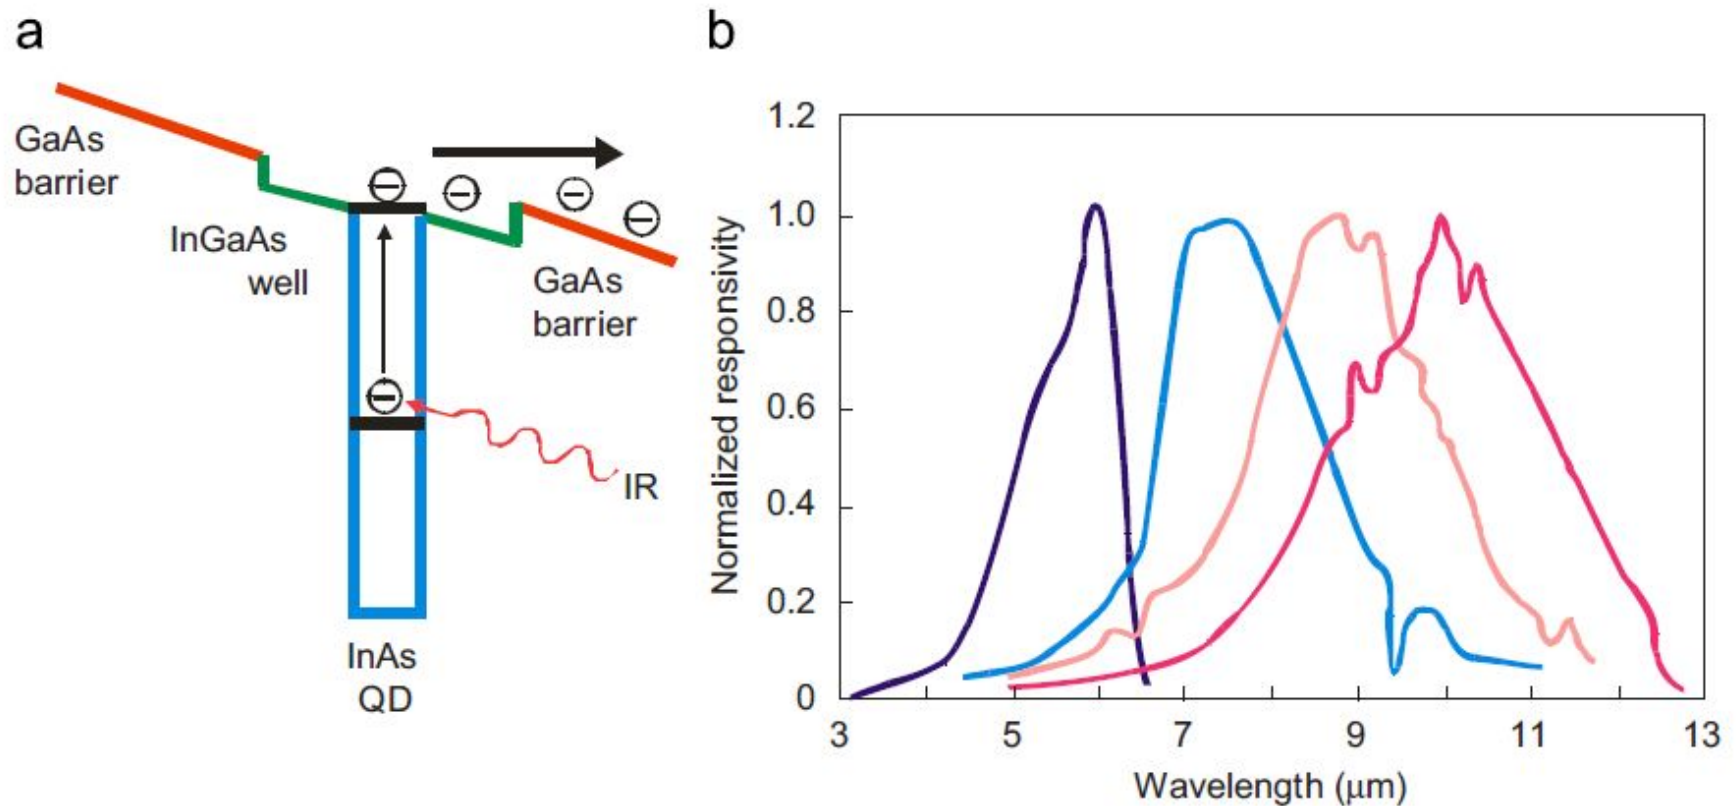 a
GaAs
barrier
InGaAs
well
GaAs
barrier
IR
InAs
QD
b
1.2
1.0
0.8
0.6
0.4
0.2
0
Normalized responsivity
3 5 7 9 11 13
Wavelength (μm)